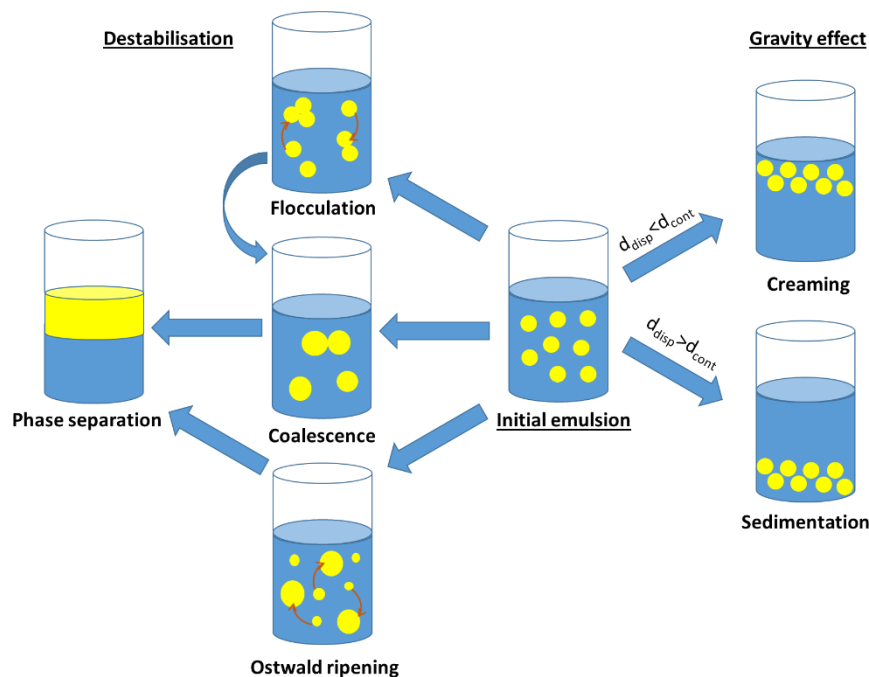 Destabilisation
Gravity effect
Flocculation
d_disp<d_cont
Creaming
Phase separation
Coalescence
Initial emulsion
d_disp>d_cont
Sedimentation
Ostwald ripening